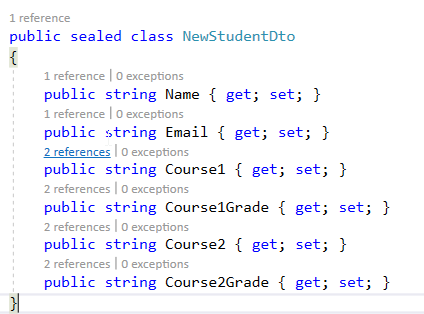 1 reference
public sealed class NewStudentDto
{
1 reference | 0 exceptions
public string Name { get; set; }
1 reference | 0 exceptions
public string Email { get; set; }
2 references | 0 exceptions
public string Course1 { get; set; }
2 references | 0 exceptions
public string Course1Grade { get; set; }
2 references | 0 exceptions
public string Course2 { get; set; }
2 references | 0 exceptions
public string Course2Grade { get; set; }
}